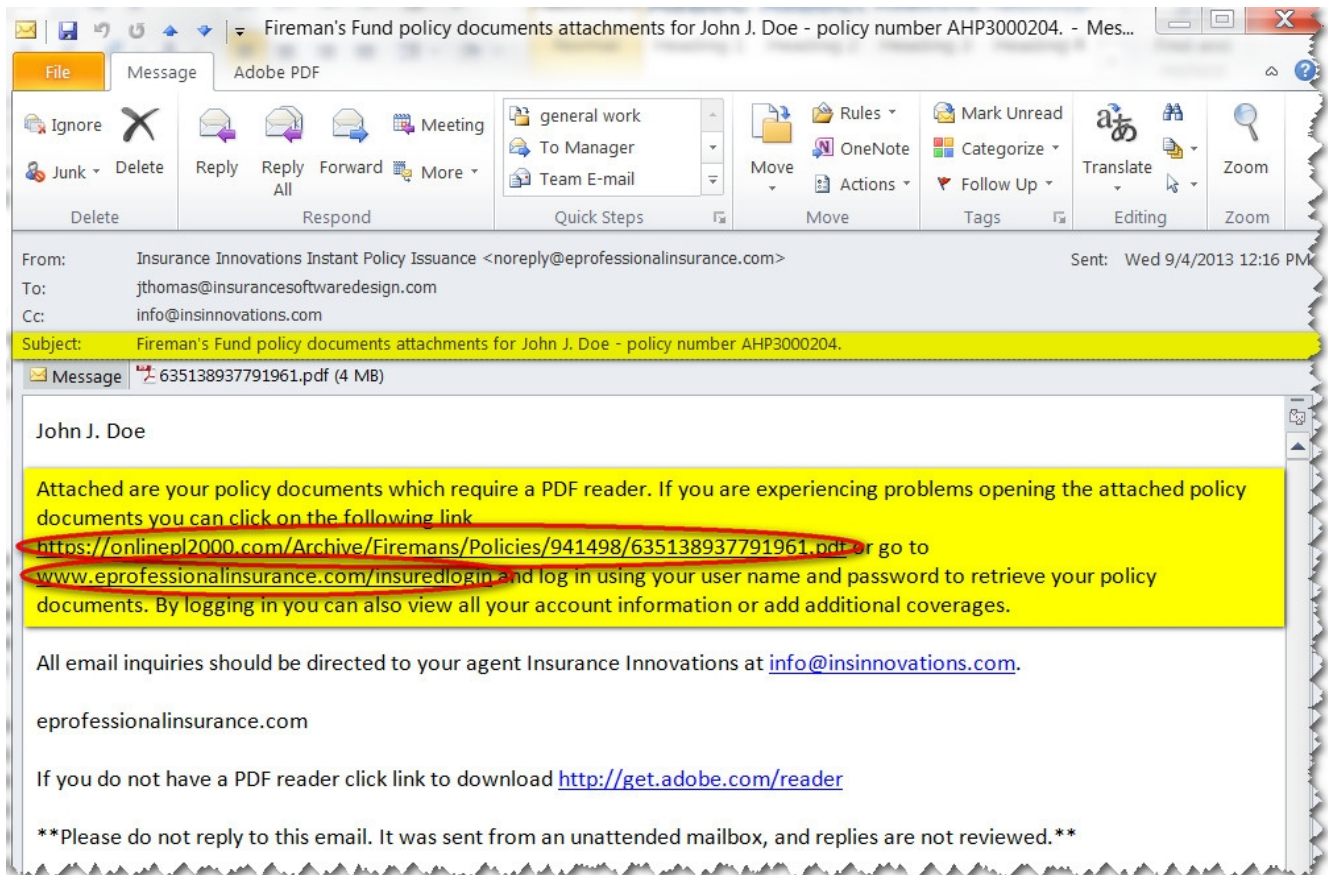 Fireman's Fund policy documents attachments for John J. Doe - policy number AHP3000204. - Mes...
File Message Adobe PDF
Ignore
Junk
Delete
Reply
Reply All
Forward
Meeting
More
general work
To Manager
Team E-mail
Move
Rules
OneNote
Actions
Mark Unread
Categorize
Follow Up
Translate
Zoom
Delete Respond Quick Steps Move Tags Editing Zoom
From: Insurance Innovations Instant Policy Issuance <noreply@eprofessionalinsurance.com> Sent: Wed 9/4/2013 12:16 PM
To: jthomas@insurancesoftwaredesign.com
Cc: info@insinnovations.com
Subject: Fireman's Fund policy documents attachments for John J. Doe - policy number AHP3000204.
Message 635138937791961.pdf (4 MB)
John J. Doe
Attached are your policy documents which require a PDF reader. If you are experiencing problems opening the attached policy
documents you can click on the following link
https://onlinepl2000.com/Archive/Firemans/Policies/941498/635138937791961.pdf or go to
www.eprofessionalinsurance.com/insuredlogin and log in using your user name and password to retrieve your policy
documents. By logging in you can also view all your account information or add additional coverages.
All email inquiries should be directed to your agent Insurance Innovations at info@insinnovations.com.
eprofessionalinsurance.com
If you do not have a PDF reader click link to download http://get.adobe.com/reader
**Please do not reply to this email. It was sent from an unattended mailbox, and replies are not reviewed.**